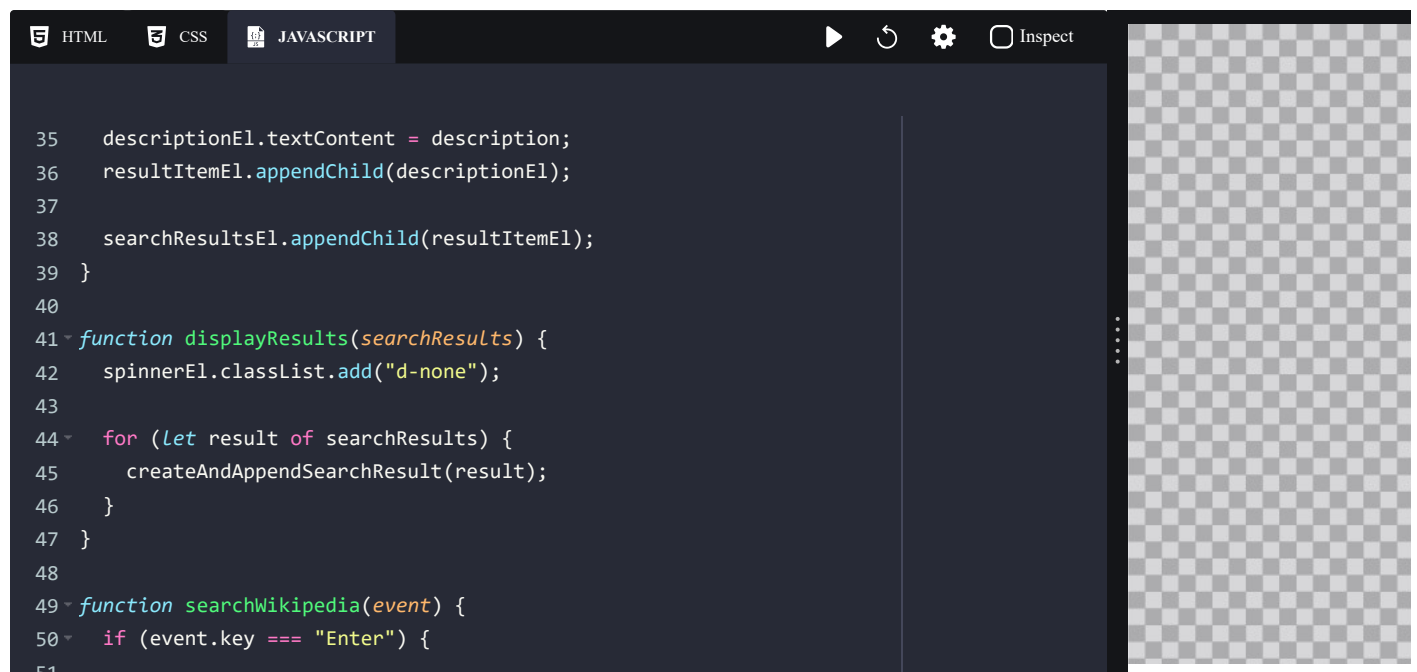 HTML CSS JAVASCRIPT Inspect
35   descriptionEl.textContent = description;
36   resultItemEl.appendChild(descriptionEl);
37
38   searchResultsEl.appendChild(resultItemEl);
39 }
40
41 function displayResults(searchResults) {
42   spinnerEl.classList.add("d-none");
43
44   for (let result of searchResults) {
45     createAndAppendSearchResult(result);
46   }
47 }
48
49 function searchWikipedia(event) {
50   if (event.key === "Enter") {
51